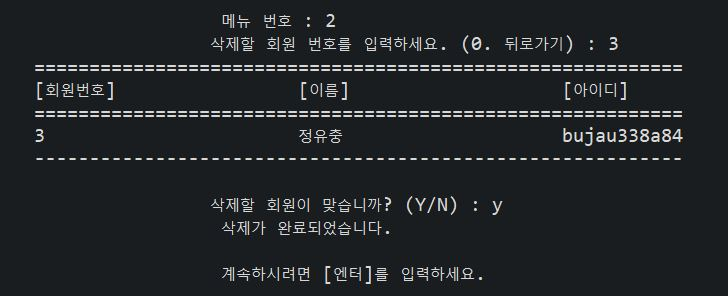 메뉴 번호 : 2
삭제할 회원 번호를 입력하세요. (0. 뒤로가기) : 3
============================================================
[회원번호] [이름] [아이디]
============================================================
3 정유중 bujau338a84
------------------------------------------------------------
삭제할 회원이 맞습니까? (Y/N) : y
삭제가 완료되었습니다.
계속하시려면 [엔터]를 입력하세요.